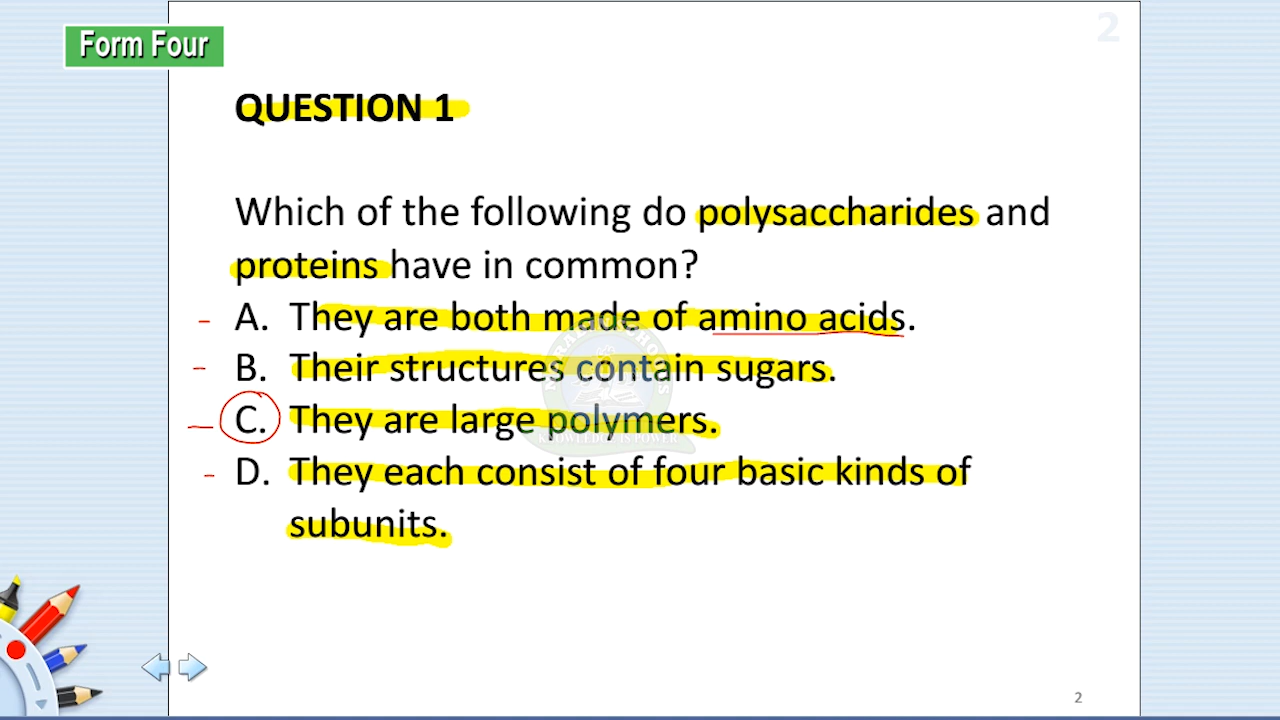 Form Four
2
QUESTION 1
Which of the following do polysaccharides and
proteins have in common?
A. They are both made of amino acids.
B. Their structures contain sugars.
C. They are large polymers.
D. They each consist of four basic kinds of
subunits.
KNOWLEDGE IS POWER
2